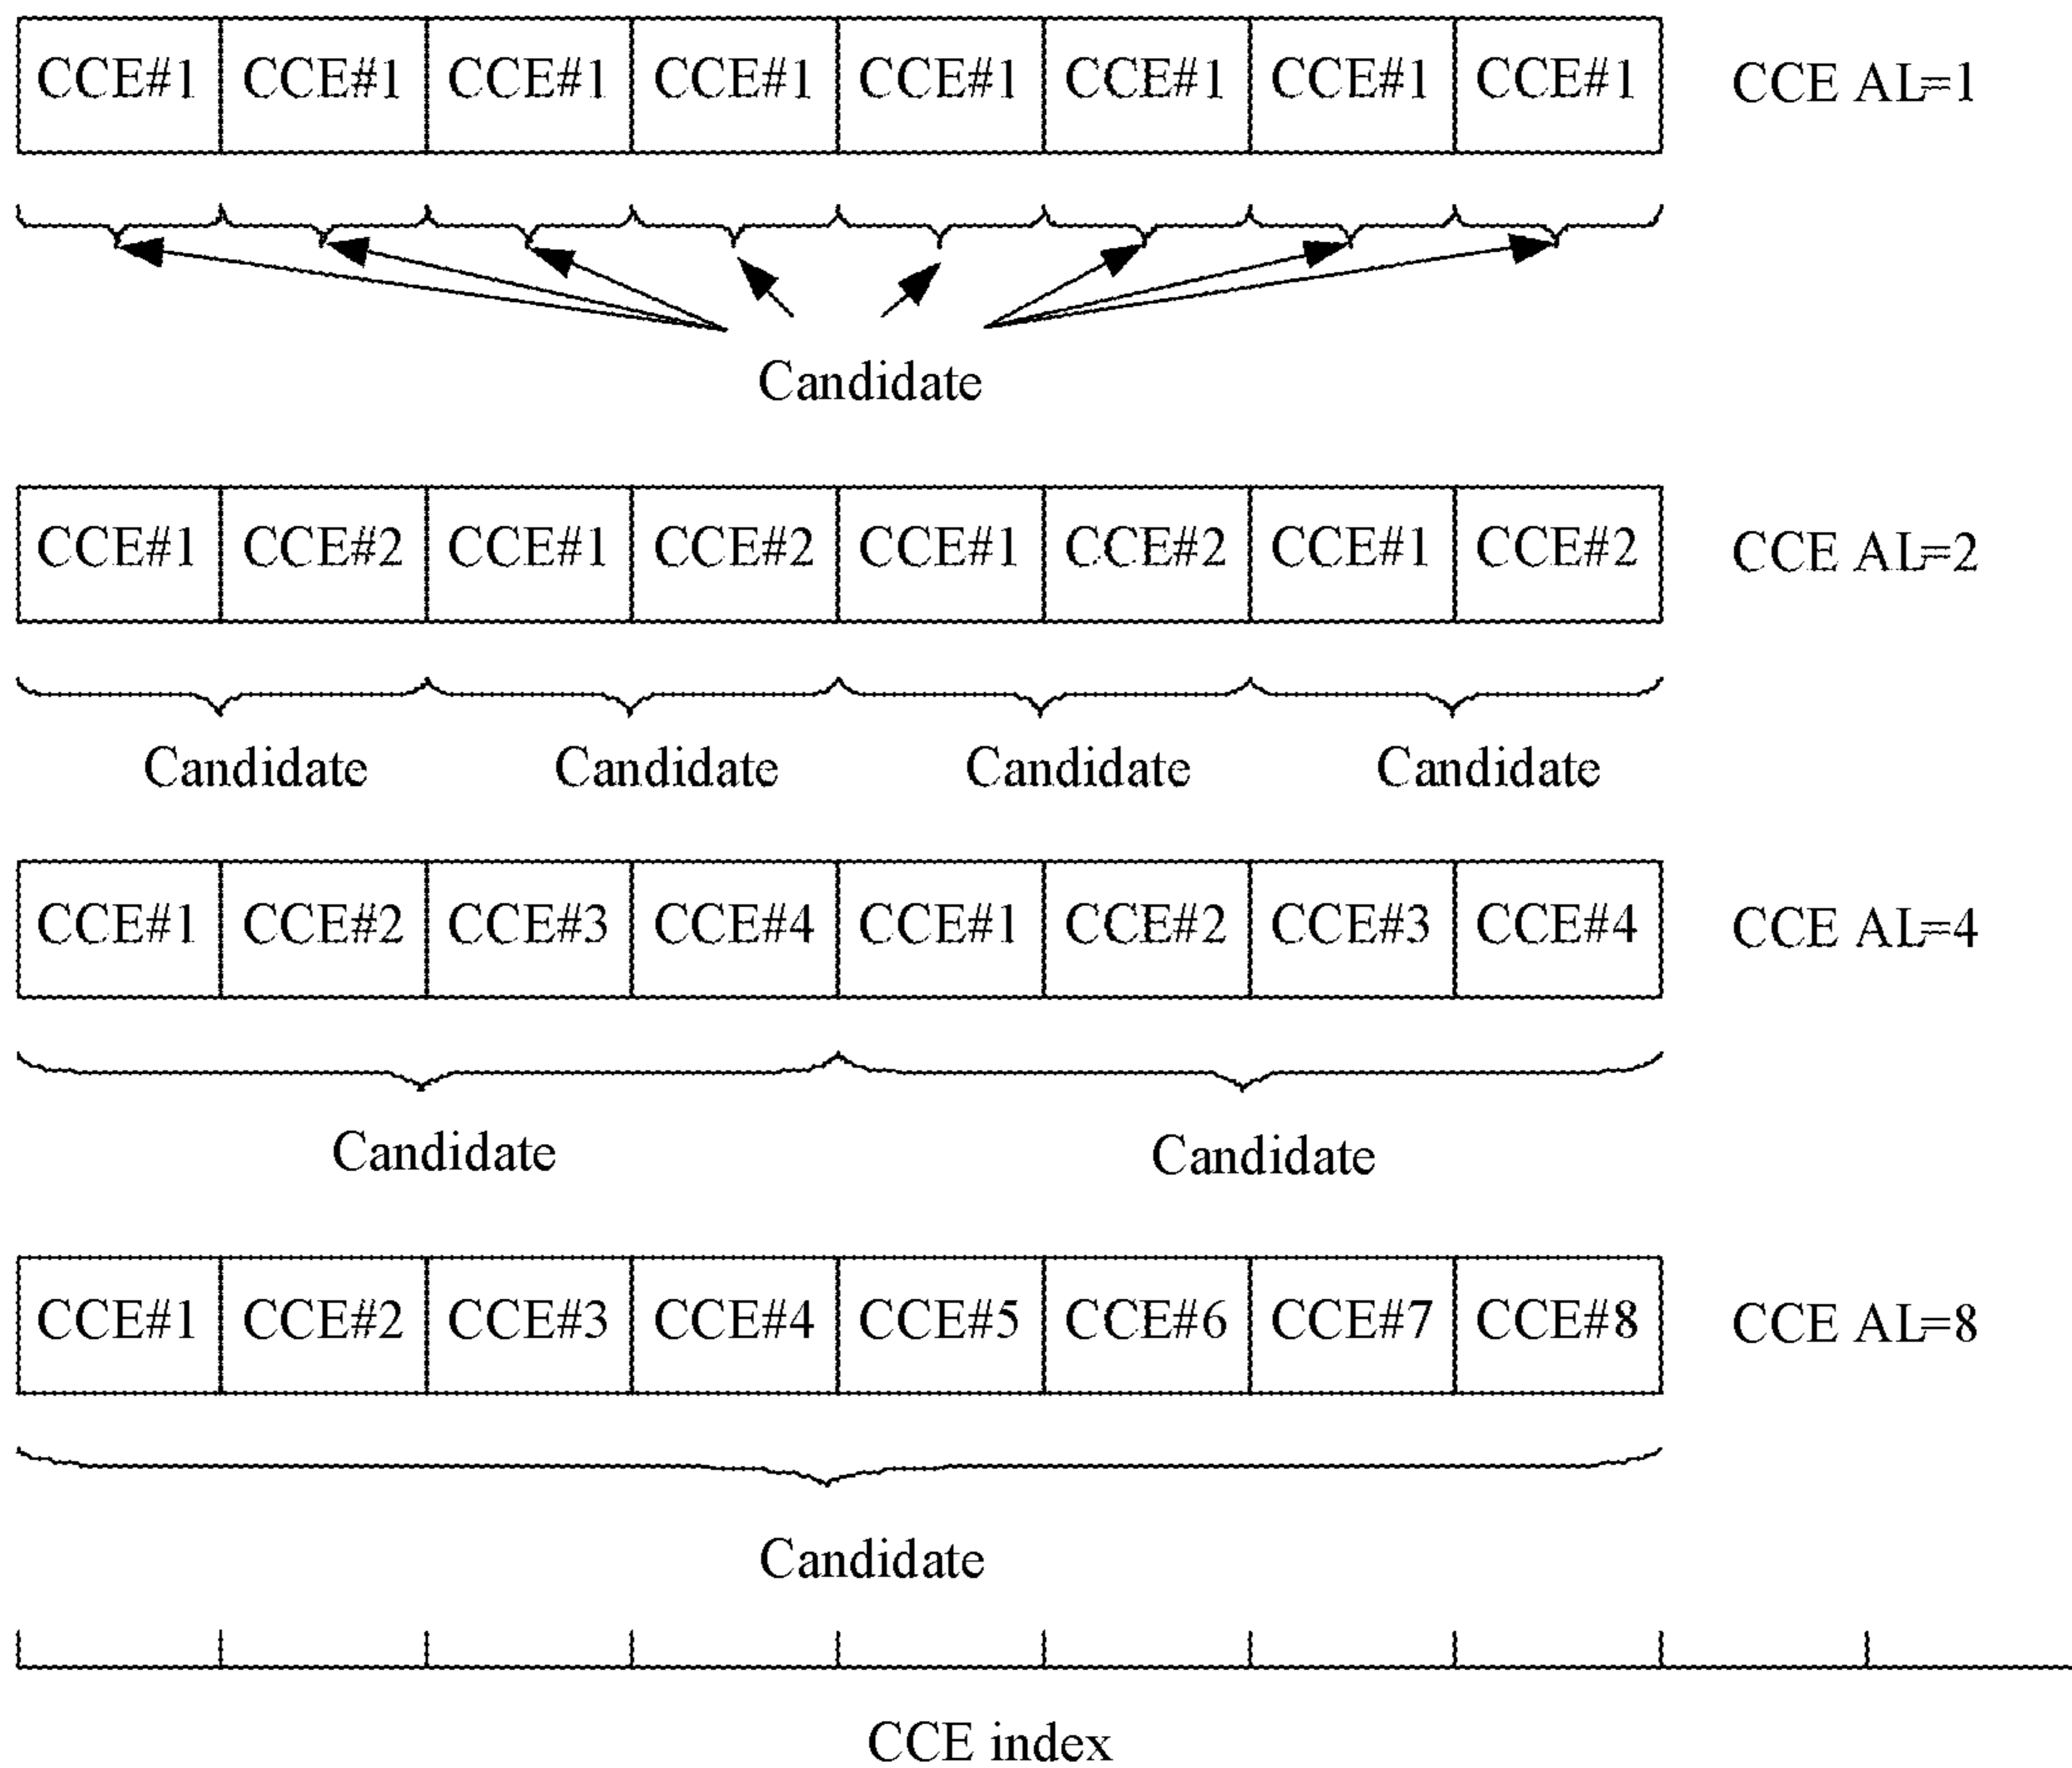 CCE#1 CCE#1 CCE#1 CCE#1 CCE#1 CCE#1 CCE#1 CCE#1 CCE AL=1
Candidate
CCE#1 CCE#2 CCE#1 CCE#2 CCE#1 CCE#2 CCE#1 CCE#2 CCE AL=2
Candidate Candidate Candidate Candidate
CCE#1 CCE#2 CCE#3 CCE#4 CCE#1 CCE#2 CCE#3 CCE#4 CCE AL=4
Candidate Candidate
CCE#1 CCE#2 CCE#3 CCE#4 CCE#5 CCE#6 CCE#7 CCE#8 CCE AL=8
Candidate
CCE index